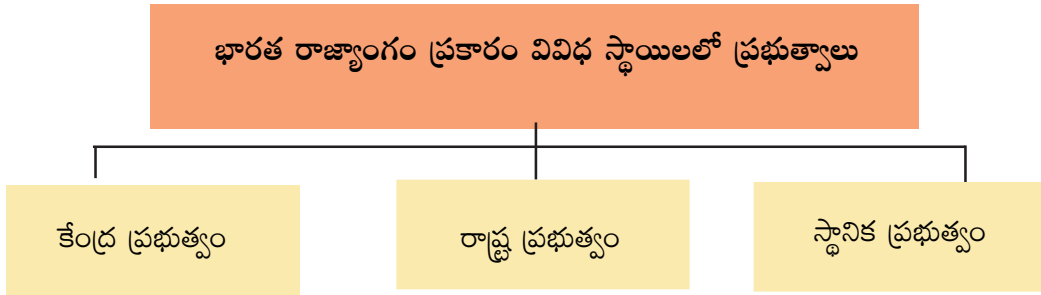 భారత రాజ్యాంగం ప్రకారం వివిధ స్థాయిలలో ప్రభుత్వాలు
కేంద్ర ప్రభుత్వం
రాష్ట్ర ప్రభుత్వం
స్థానిక ప్రభుత్వం